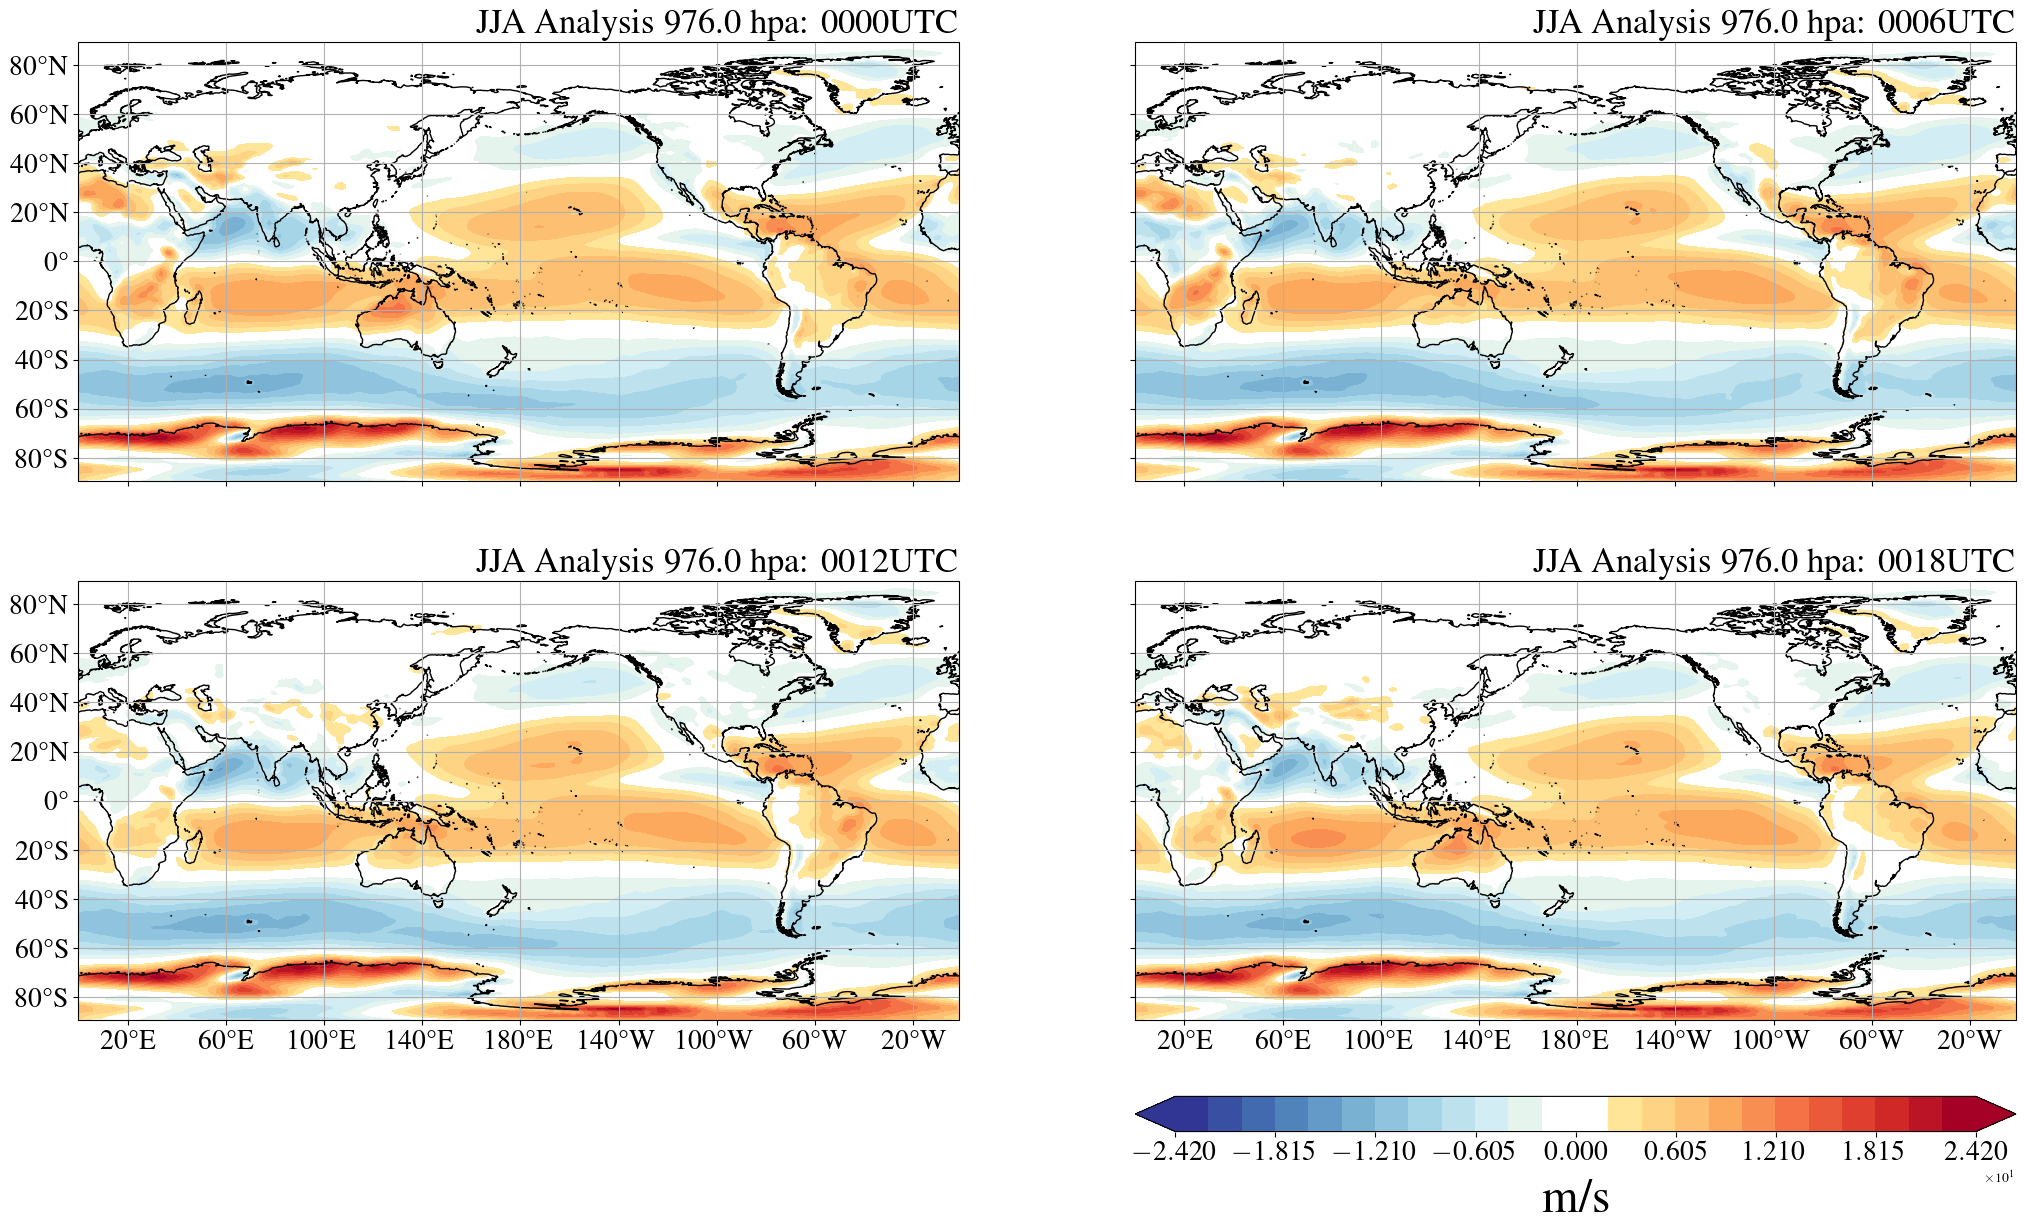 JJA Analysis 976.0 hpa: 0000UTC
JJA Analysis 976.0 hpa: 0006UTC
80°N
60°N
40°N
20°N
0°
20°S
40°S
60°S
80°S
JJA Analysis 976.0 hpa: 0012UTC
JJA Analysis 976.0 hpa: 0018UTC
80°N
60°N
40°N
20°N
0°
20°S
40°S
60°S
80°S
20°E 60°E 100°E 140°E 180°E 140°W 100°W 60°W 20°W
20°E 60°E 100°E 140°E 180°E 140°W 100°W 60°W 20°W
−2.420 −1.815 −1.210 −0.605 0.000 0.605 1.210 1.815 2.420
×10¹
m/s